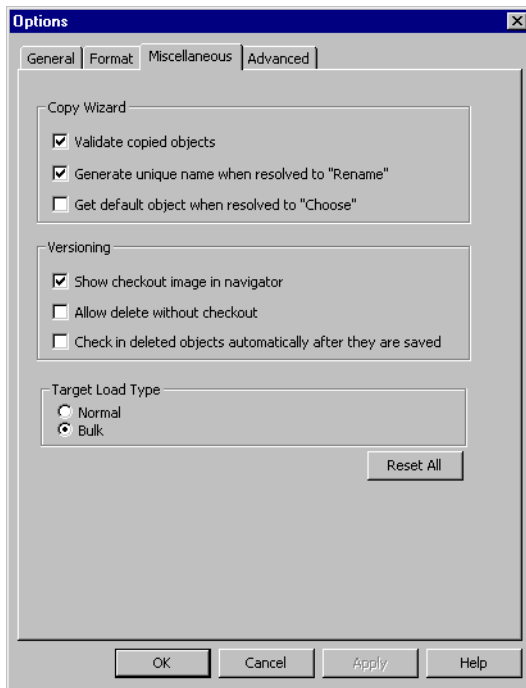 Options
General Format Miscellaneous Advanced
Copy Wizard
Validate copied objects
Generate unique name when resolved to "Rename"
Get default object when resolved to "Choose"
Versioning
Show checkout image in navigator
Allow delete without checkout
Check in deleted objects automatically after they are saved
Target Load Type
Normal
Bulk
Reset All
OK Cancel Apply Help